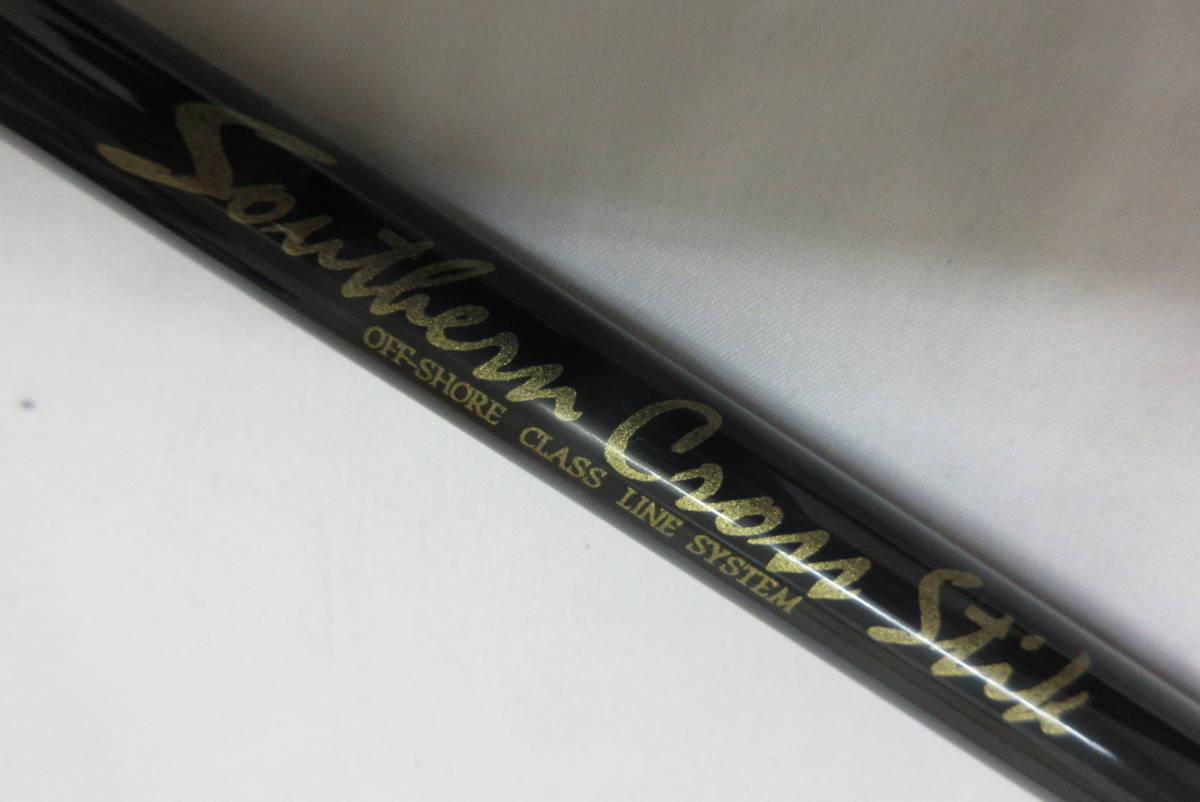 Southern Cross Stik
OFF-SHORE CLASS LINE SYSTEM